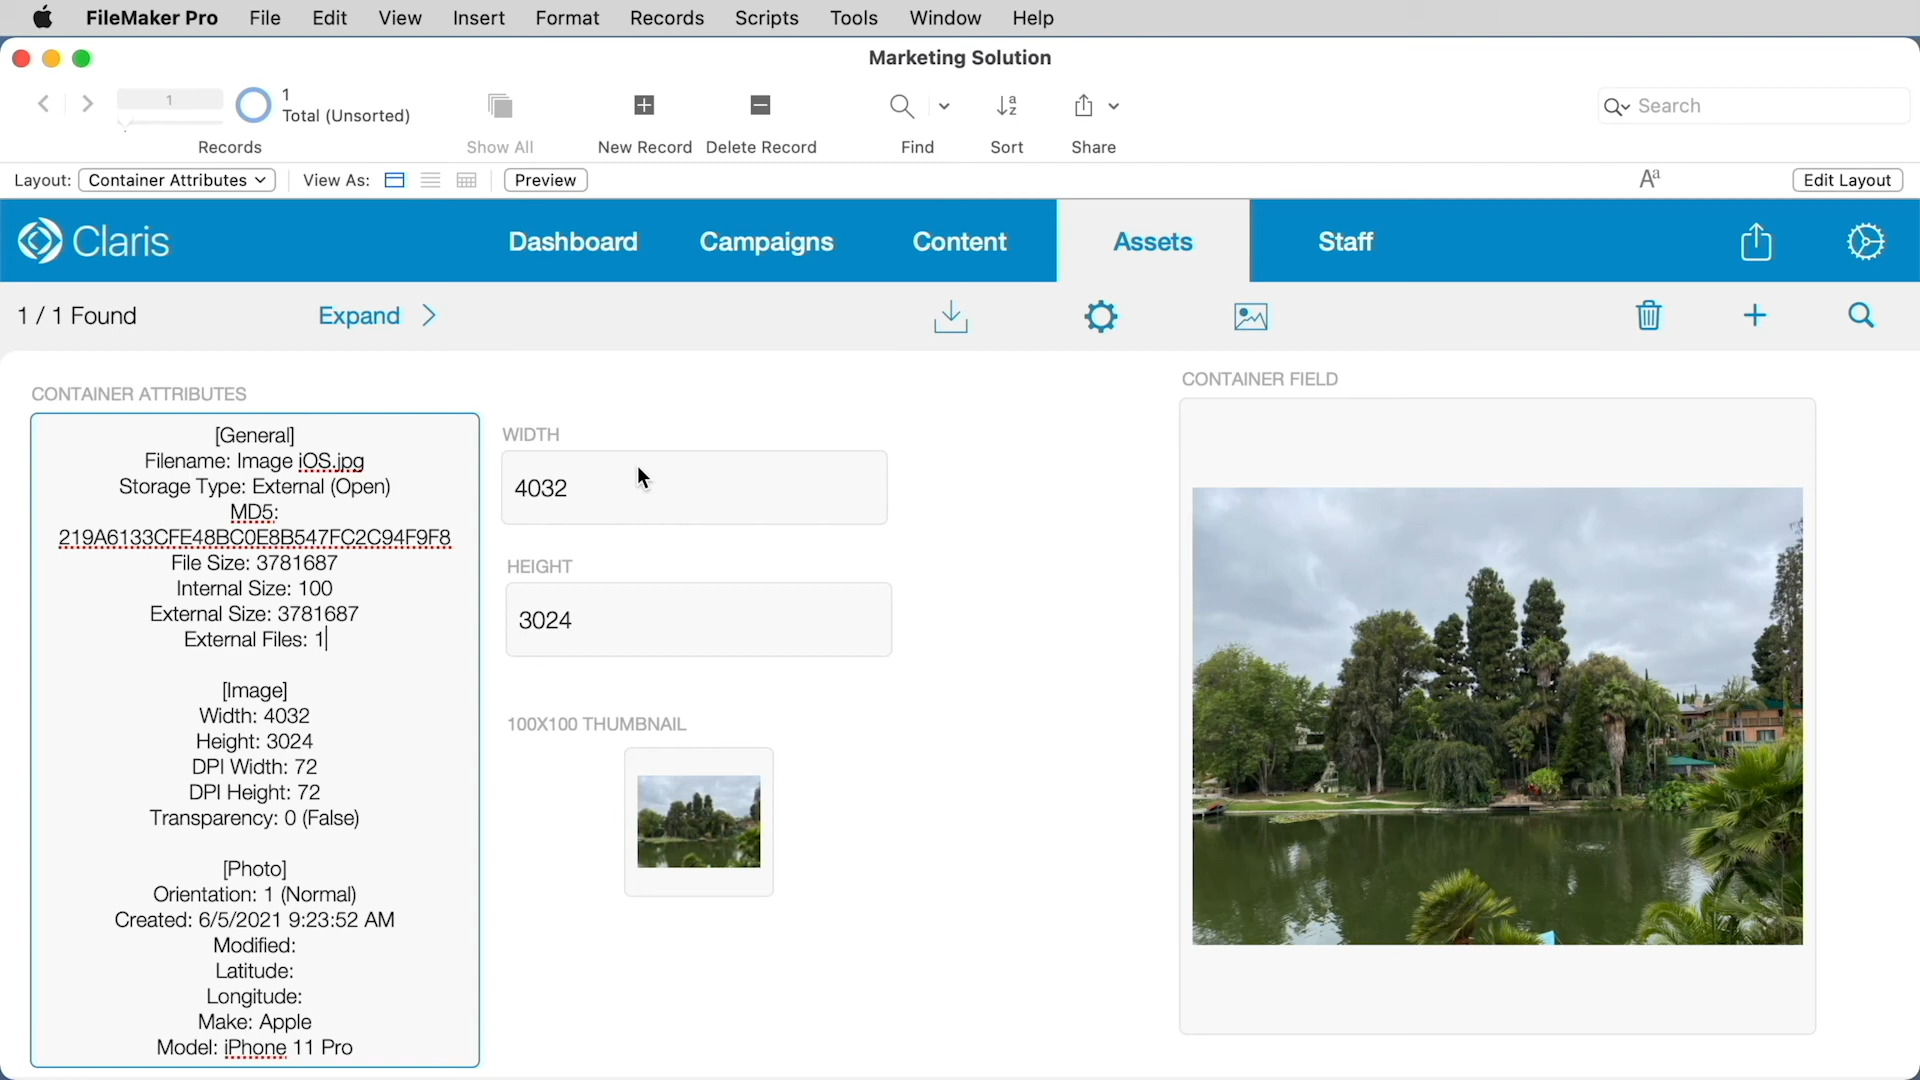 FileMaker Pro File Edit View Insert Format Records Scripts Tools Window Help
Marketing Solution
1
1
Total (Unsorted)
Search
Records Show All New Record Delete Record Find Sort Share
Layout: Container Attributes View As: Preview Aa Edit Layout
Claris Dashboard Campaigns Content Assets Staff
1 / 1 Found Expand
CONTAINER ATTRIBUTES
[General]
Filename: Image iOS.jpg
Storage Type: External (Open)
MD5:
219A6133CFE48BC0E8B547FC2C94F9F8
File Size: 3781687
Internal Size: 100
External Size: 3781687
External Files: 1
[Image]
Width: 4032
Height: 3024
DPI Width: 72
DPI Height: 72
Transparency: 0 (False)
[Photo]
Orientation: 1 (Normal)
Created: 6/5/2021 9:23:52 AM
Modified:
Latitude:
Longitude:
Make: Apple
Model: iPhone 11 Pro
WIDTH
4032
HEIGHT
3024
100X100 THUMBNAIL
CONTAINER FIELD